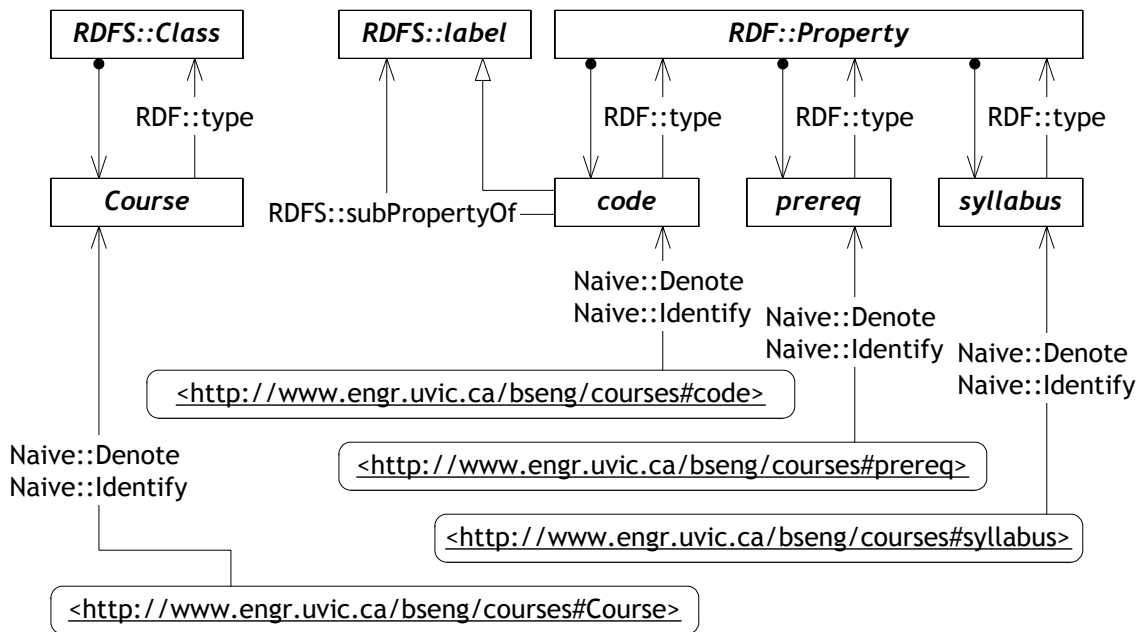 RDFS::Class
RDFS::label
RDF::Property
RDF::type
RDF::type
RDF::type
RDF::type
Course
RDFS::subPropertyOf
code
prereq
syllabus
Naive::Denote
Naive::Identify
Naive::Denote
Naive::Identify
Naive::Denote
Naive::Identify
<http://www.engr.uvic.ca/bseng/courses#code>
Naive::Denote
Naive::Identify
<http://www.engr.uvic.ca/bseng/courses#prereq>
<http://www.engr.uvic.ca/bseng/courses#syllabus>
<http://www.engr.uvic.ca/bseng/courses#Course>